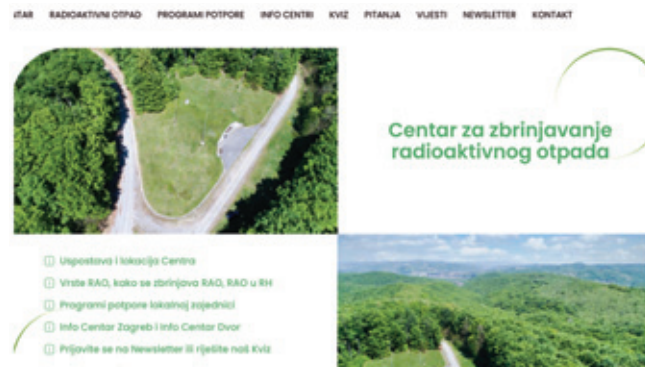 NTAR RADIOAKTIVNI OTPAD PROGRAMI POTPORE INFO CENTRI KVIZ PITANJA VIJESTI NEWSLETTER KONTAKT
Centar za zbrinjavanje
radioaktivnog otpada
Uspostava i lokacija Centra
Vrste RAO, kako se zbrinjava RAO, RAO u RH
Programi potpore lokalnoj zajednici
Info Centar Zagreb i Info Centar Dvor
Prijavite se na Newsletter ili riješite naš Kviz